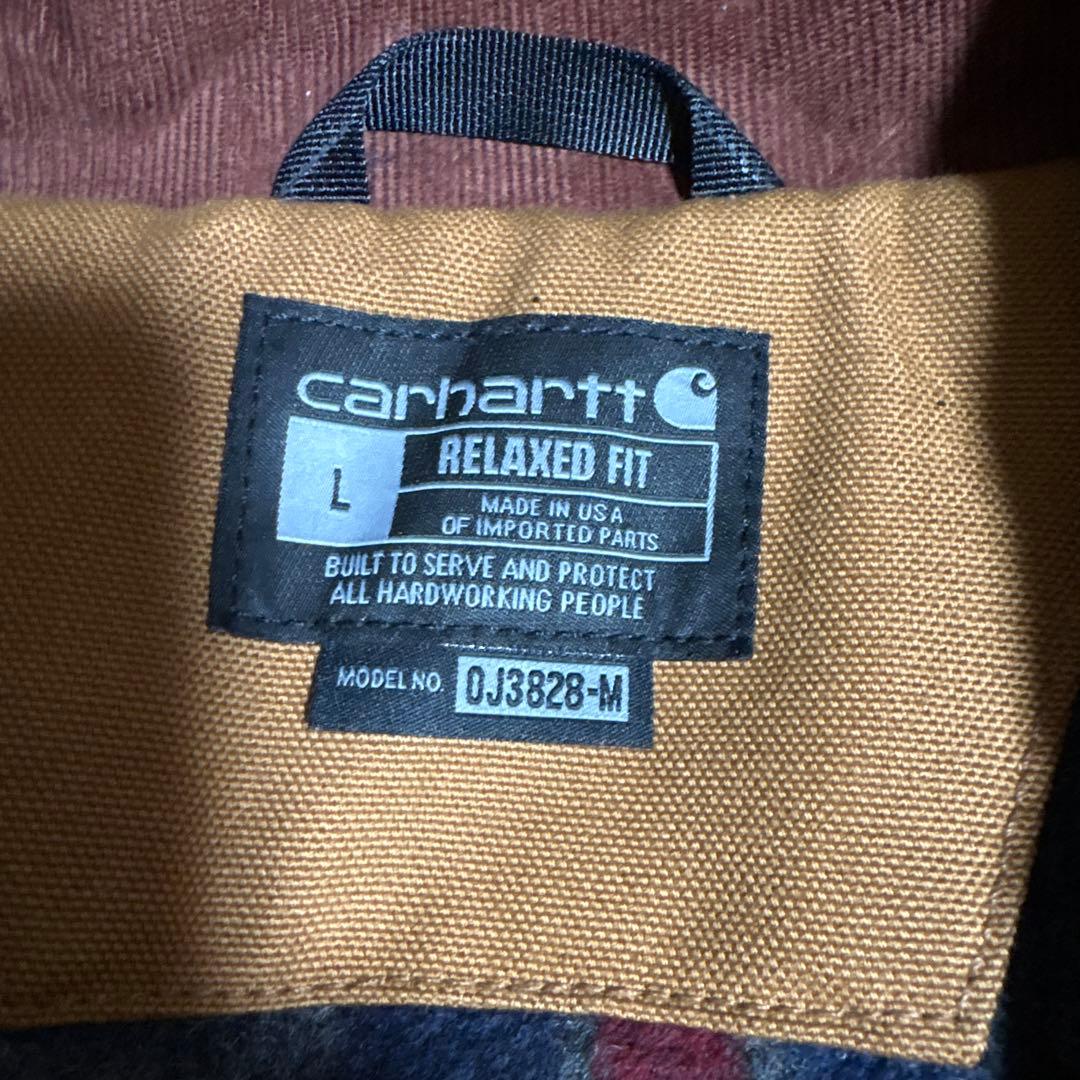 carhartt
L
RELAXED FIT
MADE IN USA
OF IMPORTED PARTS
BUILT TO SERVE AND PROTECT
ALL HARDWORKING PEOPLE
MODEL NO. OJ3828-M